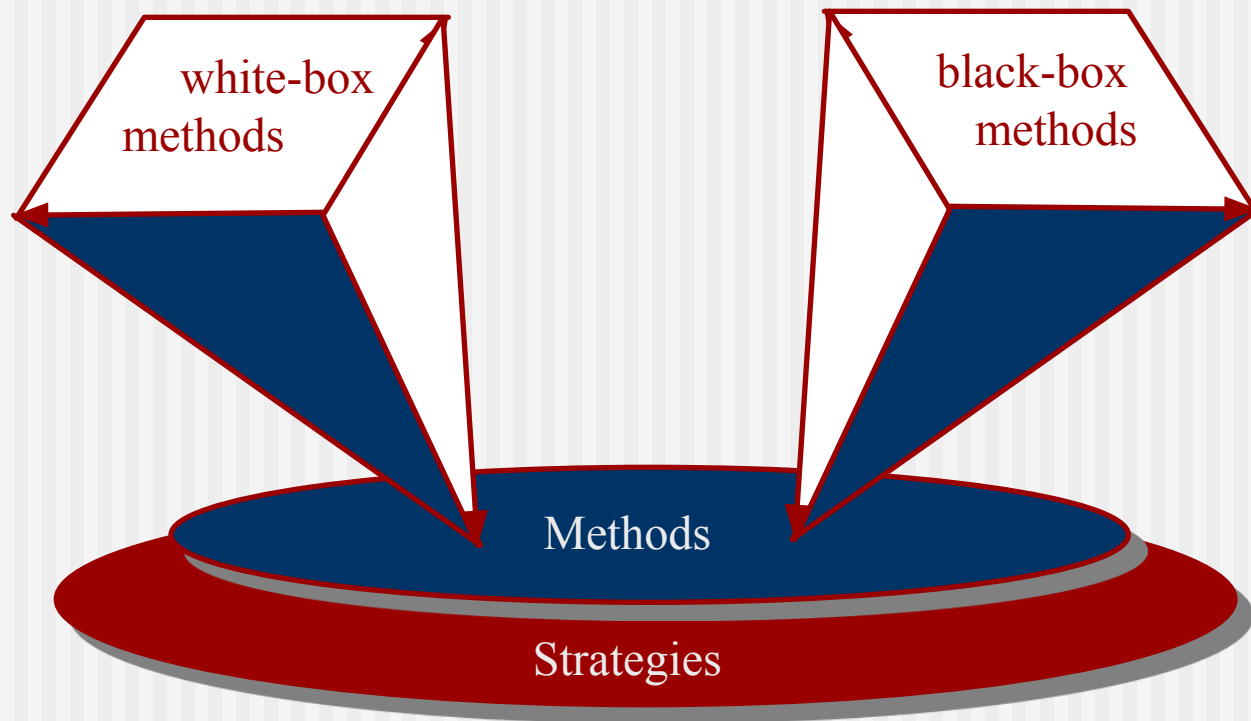 white-box
methods
black-box
methods
Methods
Strategies